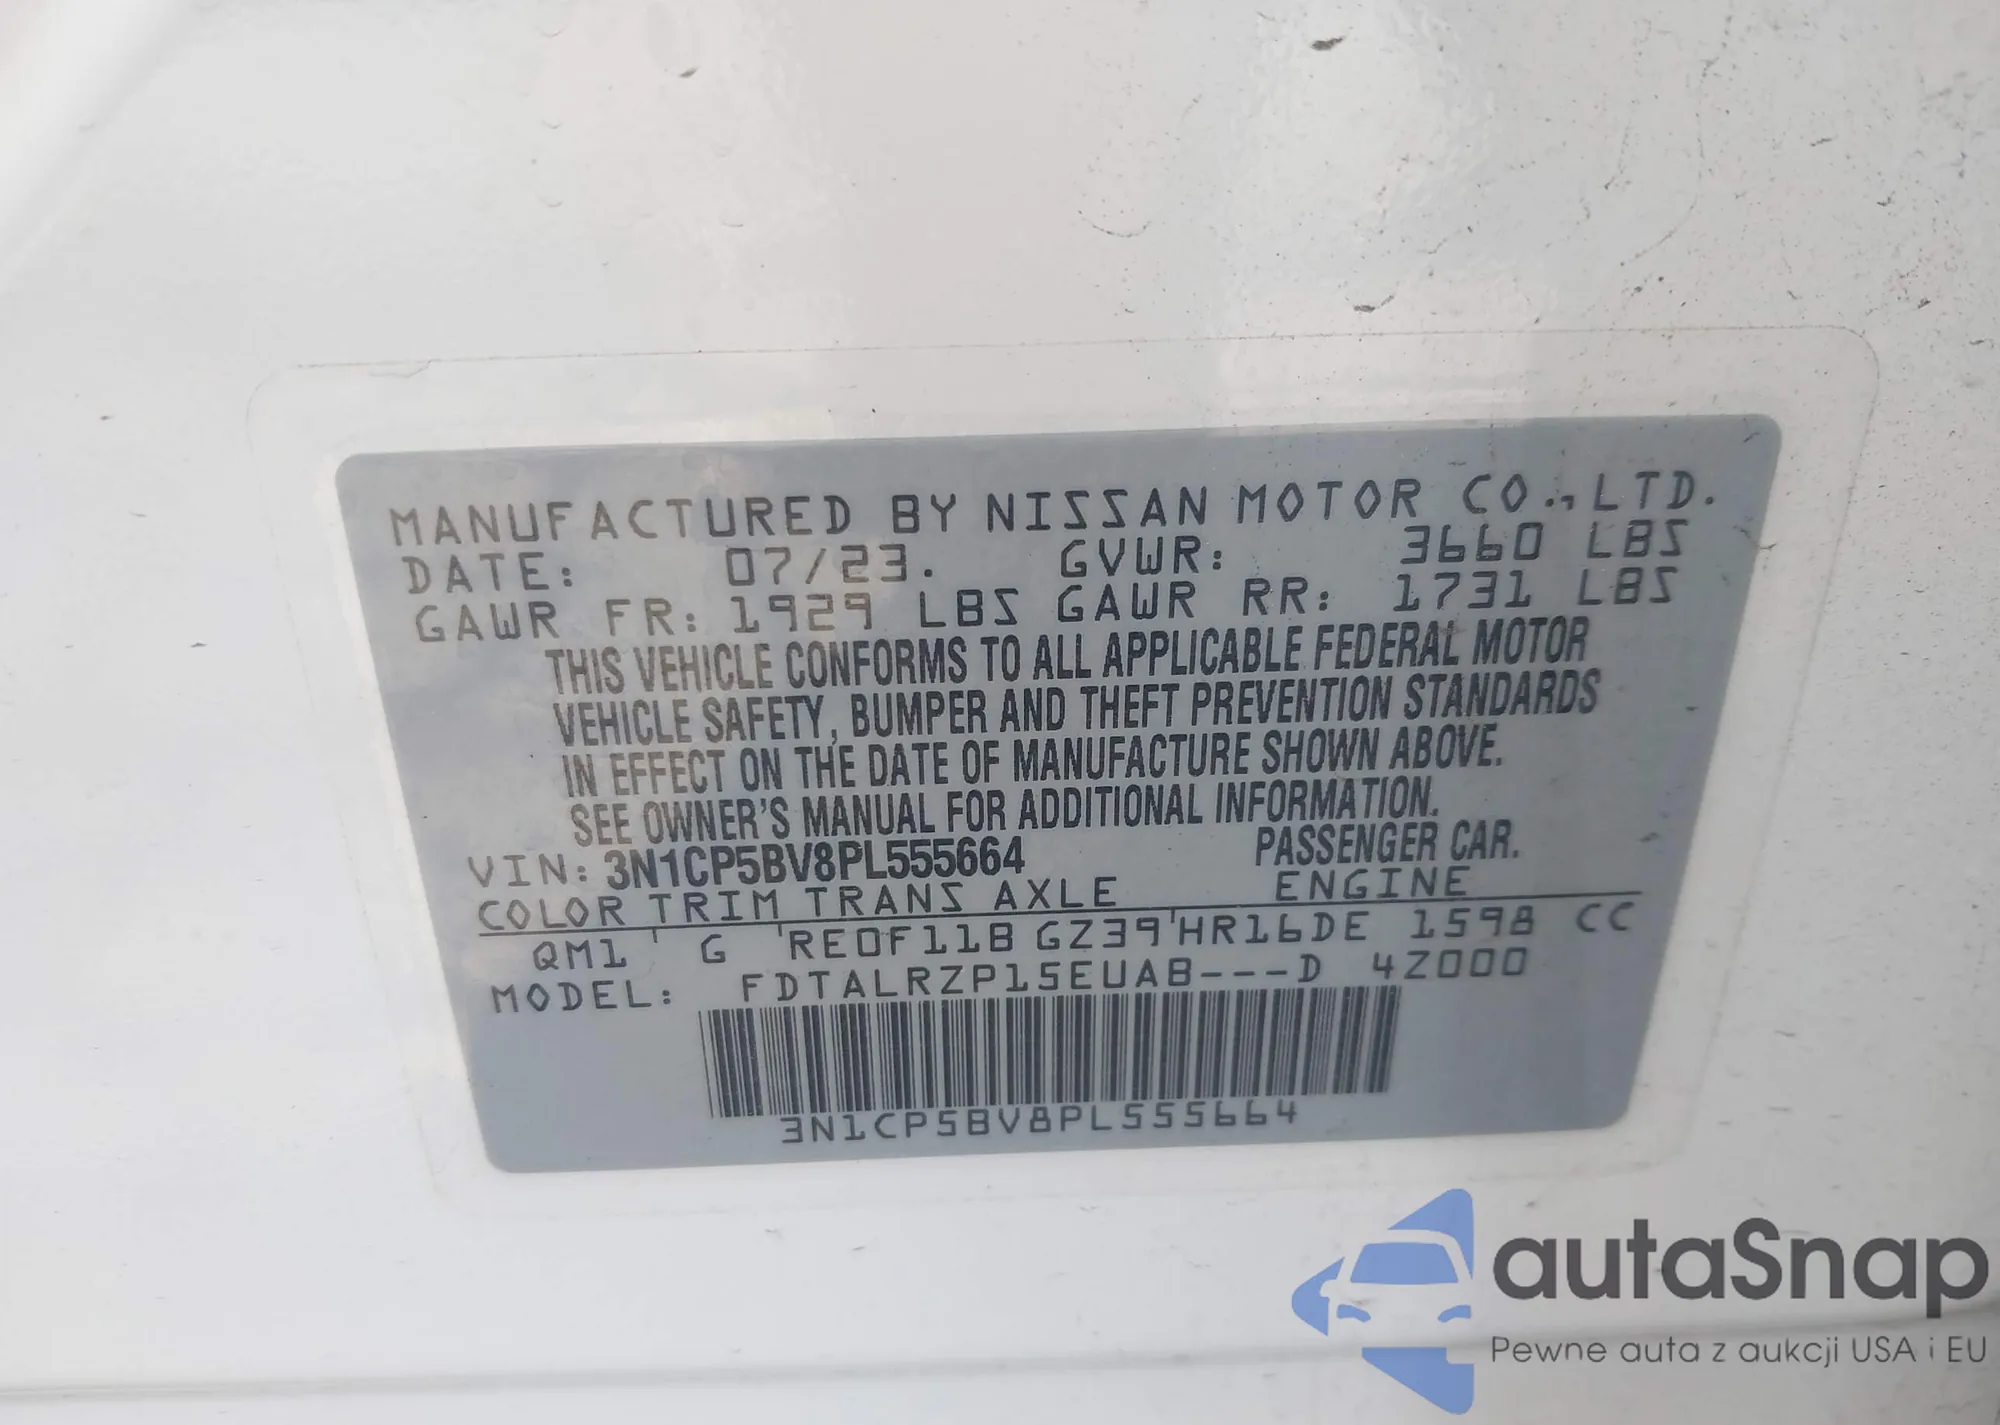 MANUFACTURED BY NISSAN MOTOR CO., LTD.
DATE: 07/23. GVWR: 3660 LBS
GAWR FR: 1929 LBS GAWR RR: 1731 LBS
THIS VEHICLE CONFORMS TO ALL APPLICABLE FEDERAL MOTOR
VEHICLE SAFETY, BUMPER AND THEFT PREVENTION STANDARDS
IN EFFECT ON THE DATE OF MANUFACTURE SHOWN ABOVE.
SEE OWNER'S MANUAL FOR ADDITIONAL INFORMATION.
VIN: 3N1CP5BV8PL555664 PASSENGER CAR.
COLOR TRIM TRANS AXLE ENGINE
QM1 G RE0F11B GZ39 HR16DE 1598 CC
MODEL: FDTALRZP15EUAB---D 4Z000
3N1CP5BV8PL555664
autaSnap
Pewne auta z aukcji USA i EU